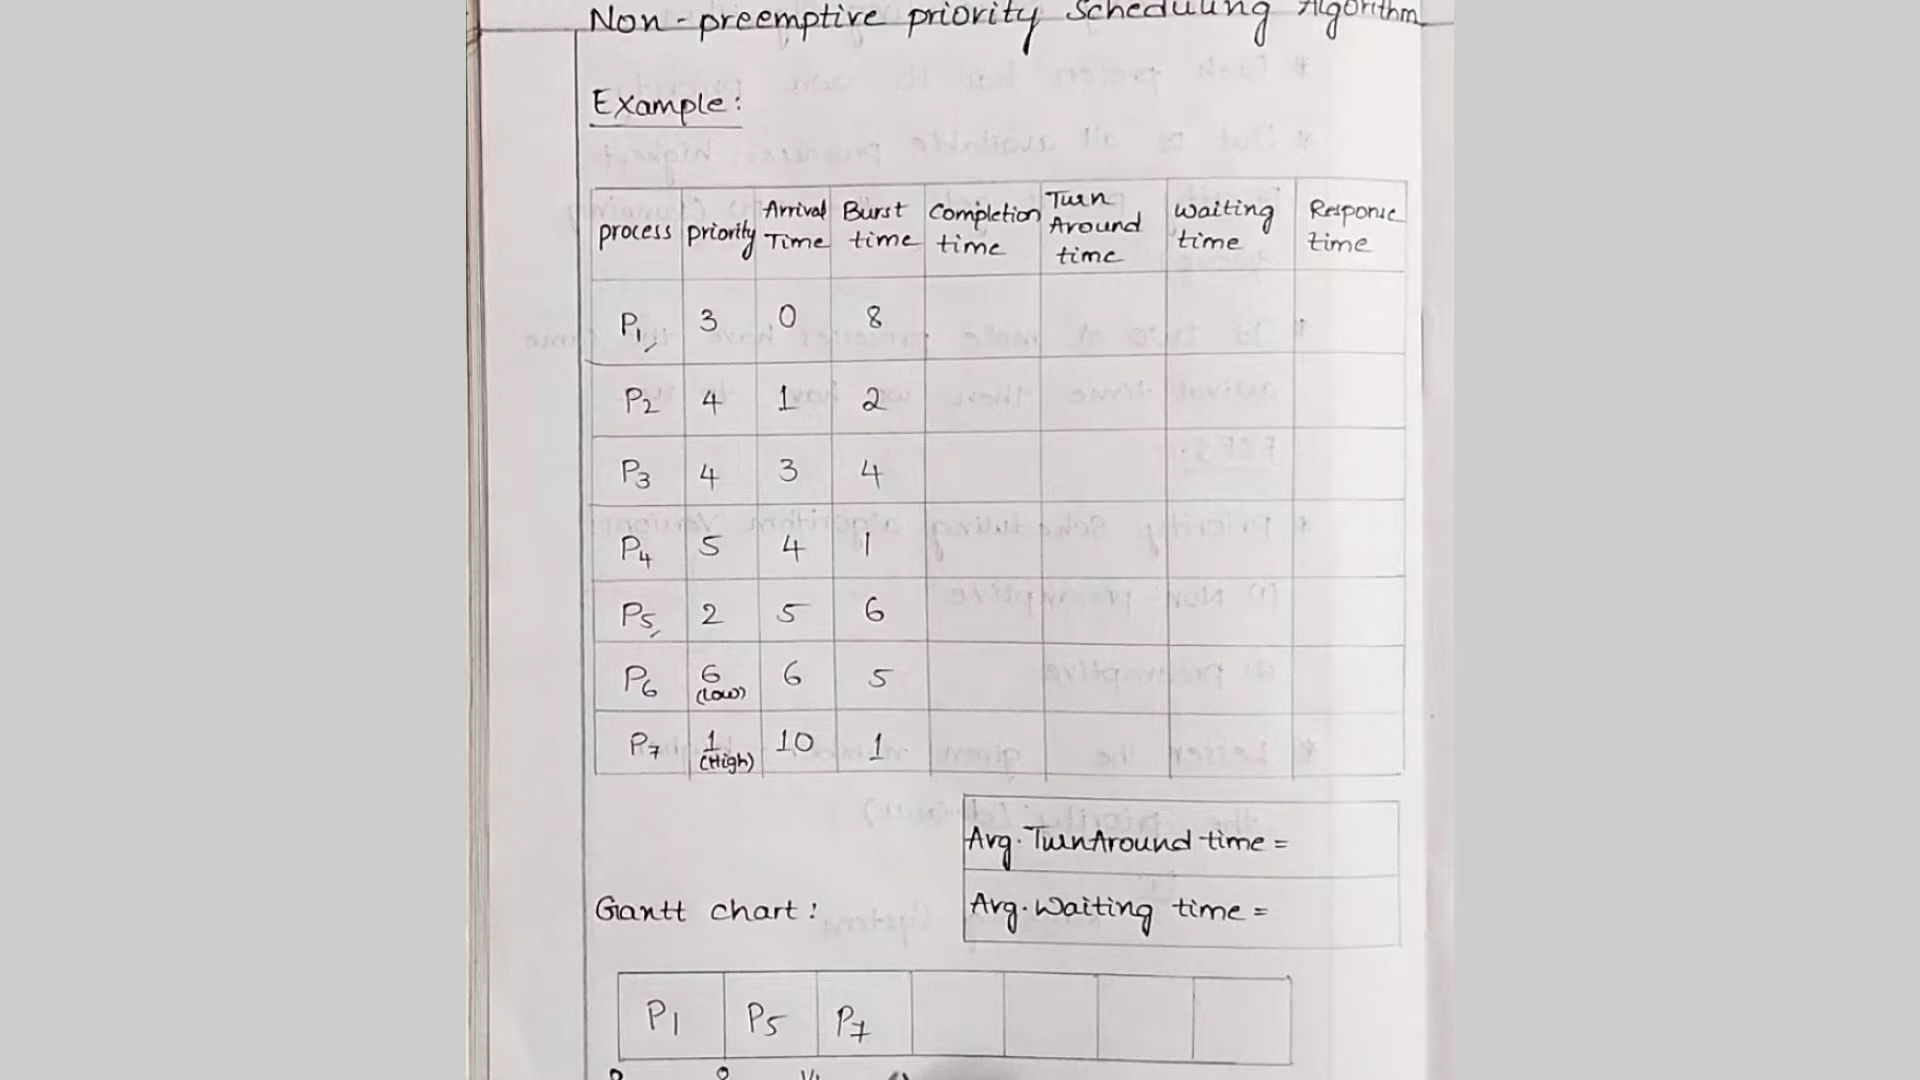 Non-preemptive priority Scheduling Algorithm
Example:
process priority Arrival Time Burst time Completion time Turn Around time Waiting time Response time
P1 3 0 8
P2 4 1 2
P3 4 3 4
P4 5 4 1
P5 2 5 6
P6 6 (Low) 6 5
P7 1 (High) 10 1
Avg. TurnAround time =
Avg. Waiting time =
Gantt chart:
P1 P5 P7